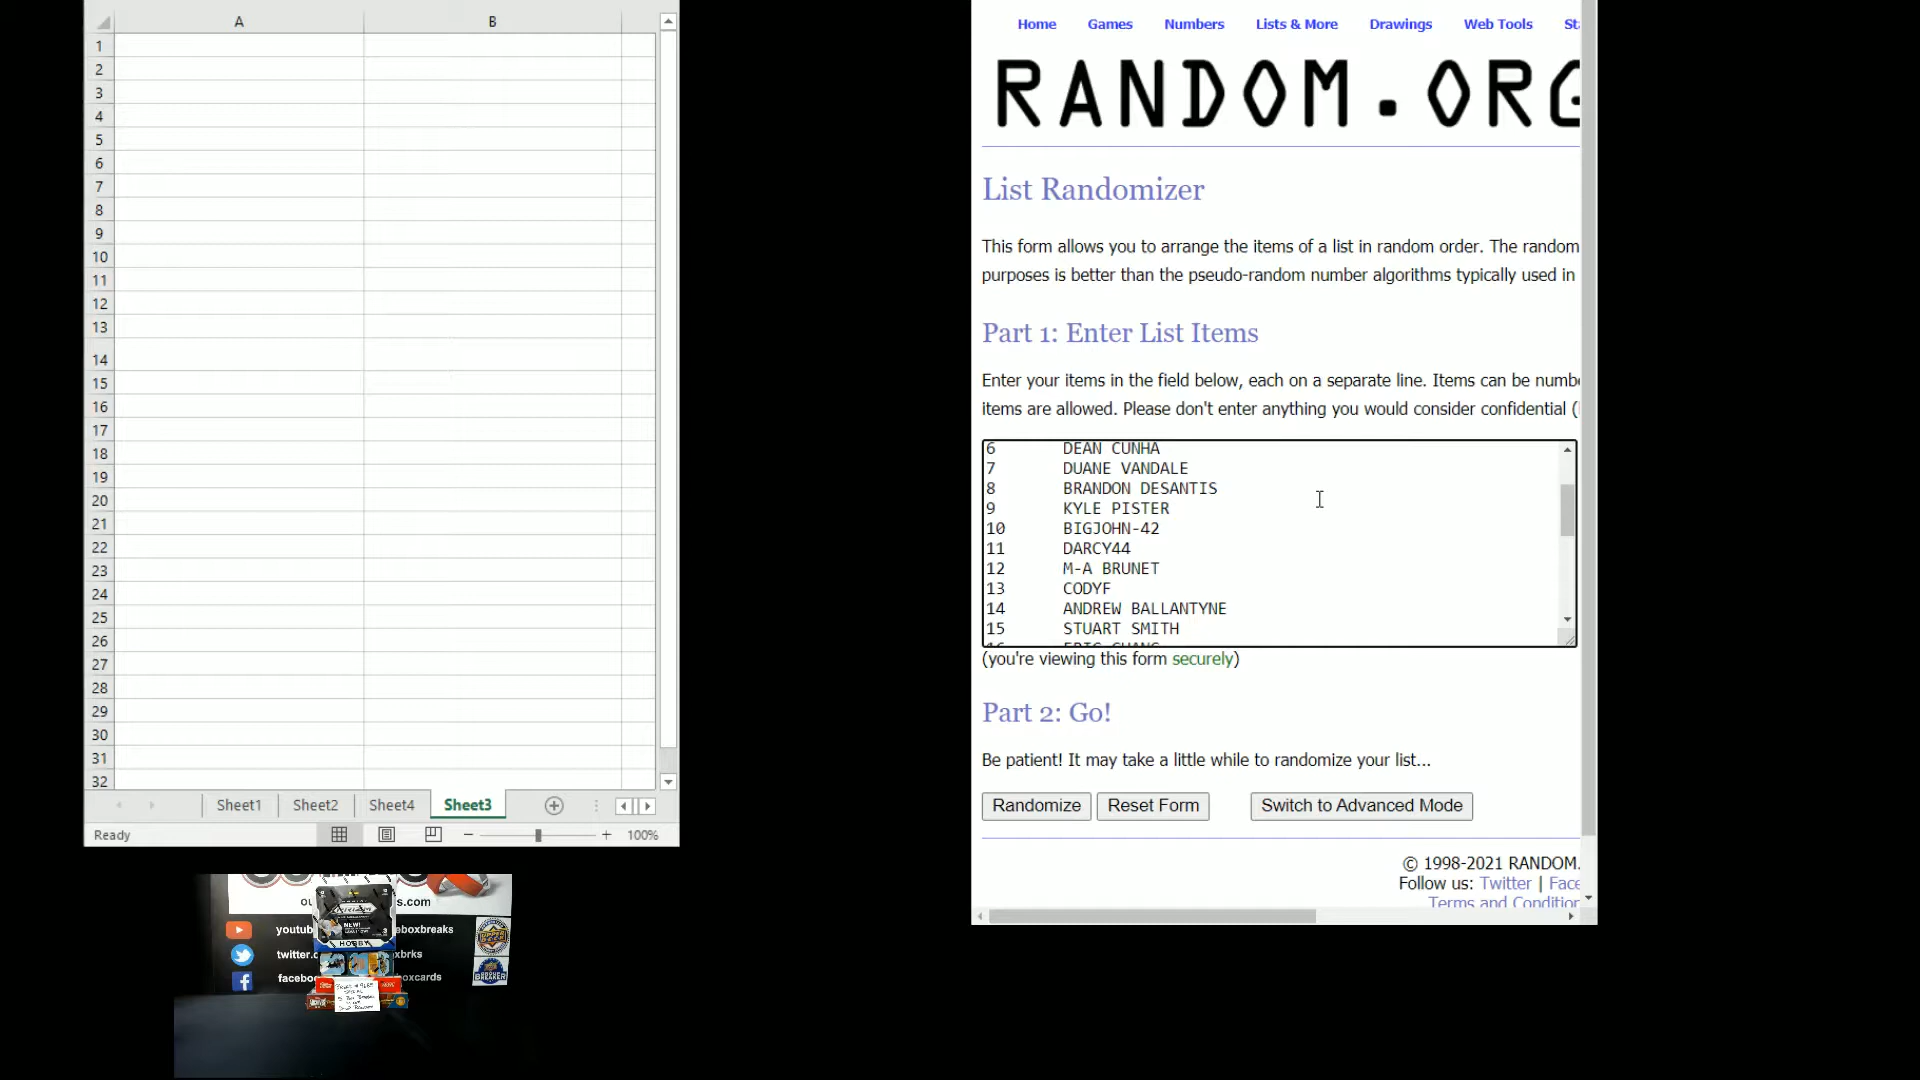 A B
1
2
3
4
5
6
7
8
9
10
11
12
13
14
15
16
17
18
19
20
21
22
23
24
25
26
27
28
29
30
31
32
Sheet1 Sheet2 Sheet4 Sheet3
Ready 100%
s.com
HOBBY
youtub eboxbreaks
twitter.c xbrks
facebo oxcards
Home Games Numbers Lists & More Drawings Web Tools St
RANDOM.ORG
List Randomizer
This form allows you to arrange the items of a list in random order. The random
purposes is better than the pseudo-random number algorithms typically used in
Part 1: Enter List Items
Enter your items in the field below, each on a separate line. Items can be numb
items are allowed. Please don't enter anything you would consider confidential (
6 DEAN CUNHA
7 DUANE VANDALE
8 BRANDON DESANTIS
9 KYLE PISTER
10 BIGJOHN-42
11 DARCY44
12 M-A BRUNET
13 CODYF
14 ANDREW BALLANTYNE
15 STUART SMITH
(you're viewing this form securely)
Part 2: Go!
Be patient! It may take a little while to randomize your list...
Randomize Reset Form Switch to Advanced Mode
© 1998-2021 RANDOM.
Follow us: Twitter | Face
Terms and Condition